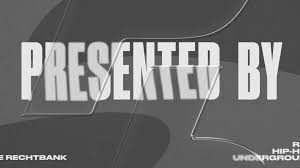 PRESENTED BY
E RECHTBANK
R
HIP-H
UNDERGROU